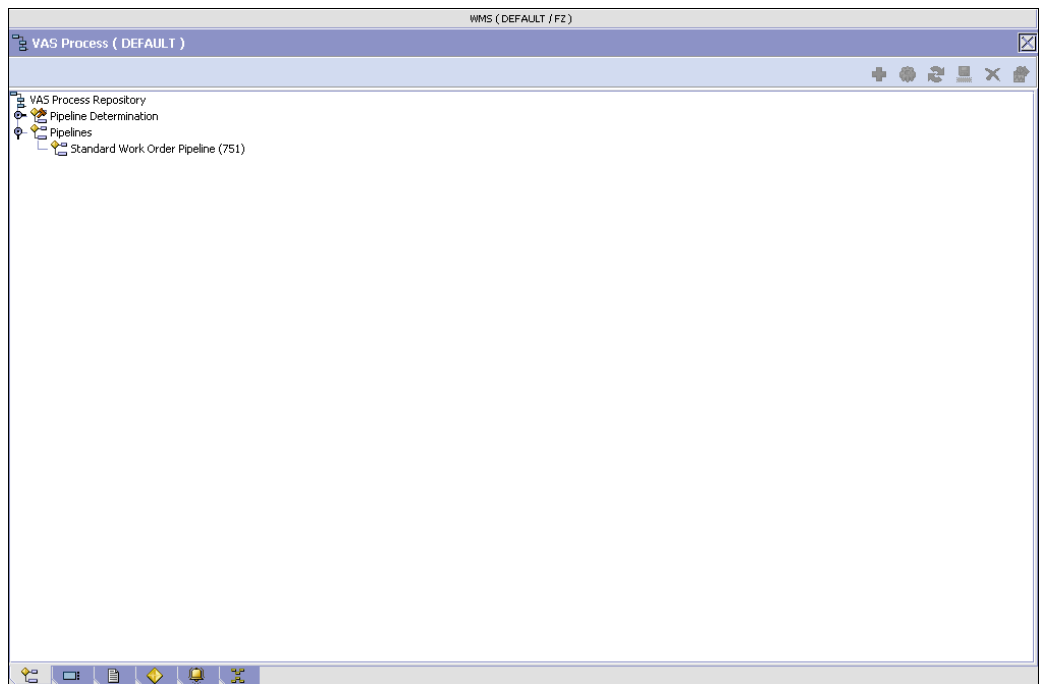 WMS ( DEFAULT / FZ )
VAS Process ( DEFAULT )
VAS Process Repository
Pipeline Determination
Pipelines
Standard Work Order Pipeline (751)